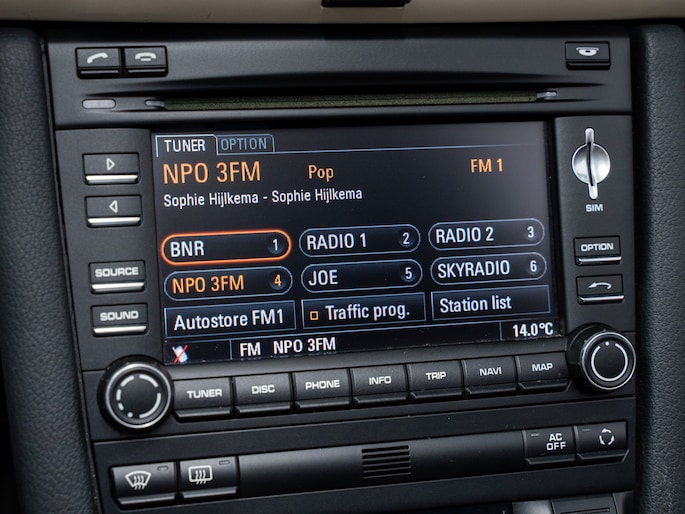 TUNER OPTION
NPO 3FM Pop FM 1
Sophie Hijlkema - Sophie Hijlkema
BNR 1 RADIO 1 2 RADIO 2 3
NPO 3FM 4 JOE 5 SKYRADIO 6
Autostore FM1 Traffic prog. Station list
14.0°C
FM NPO 3FM
SIM
SOURCE
SOUND
OPTION
TUNER DISC PHONE INFO TRIP NAVI MAP
AC
OFF